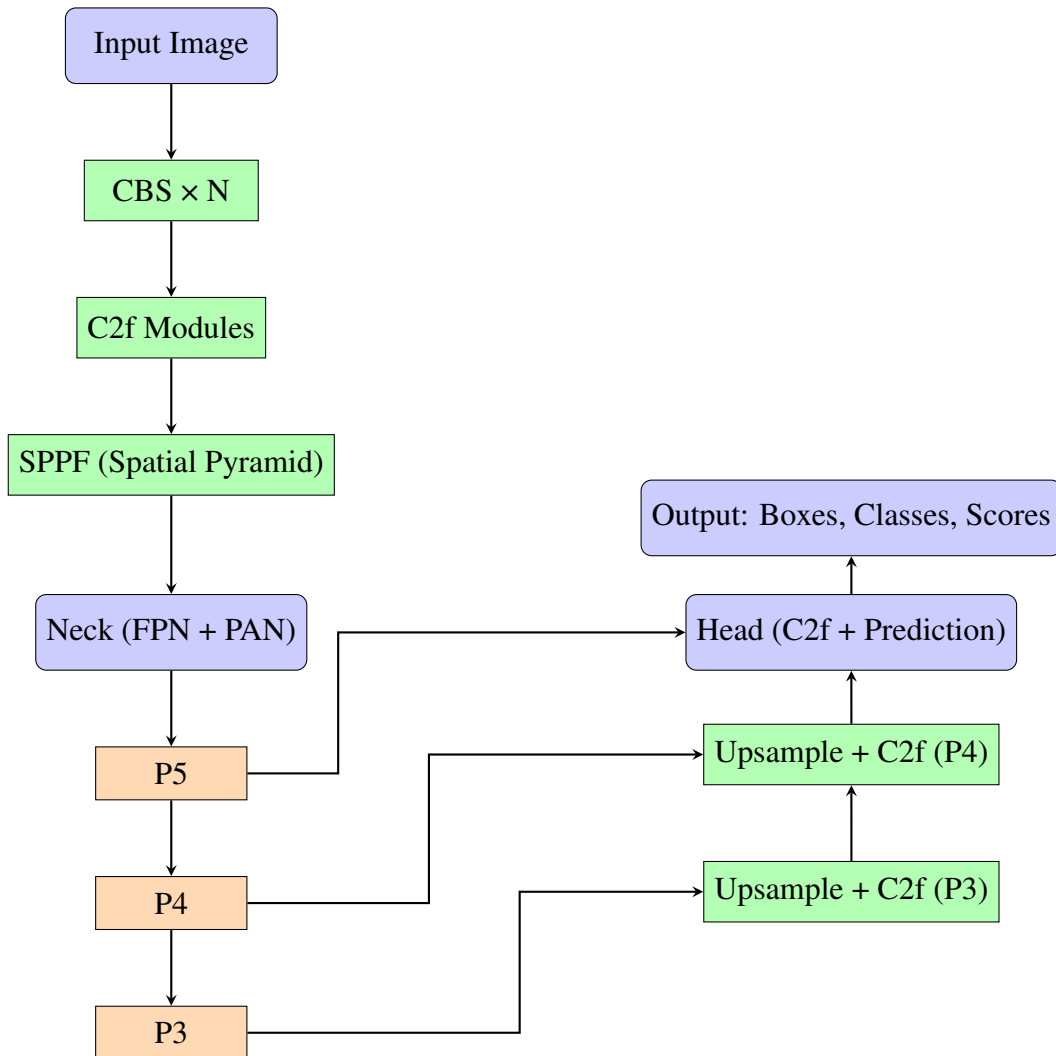 Input Image
CBS × N
C2f Modules
SPPF (Spatial Pyramid)
Output: Boxes, Classes, Scores
Neck (FPN + PAN)
Head (C2f + Prediction)
P5
Upsample + C2f (P4)
P4
Upsample + C2f (P3)
P3